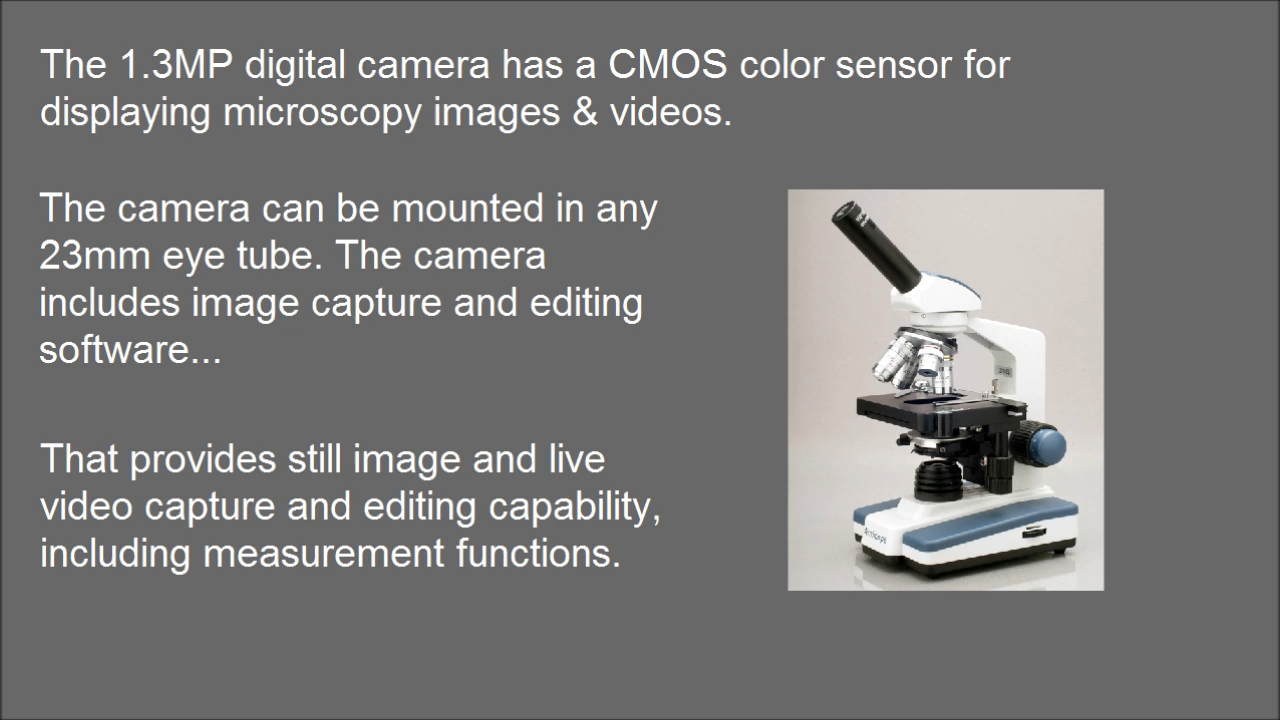 The 1.3MP digital camera has a CMOS color sensor for
displaying microscopy images & videos.
The camera can be mounted in any
23mm eye tube. The camera
includes image capture and editing
software...
That provides still image and live
video capture and editing capability,
including measurement functions.